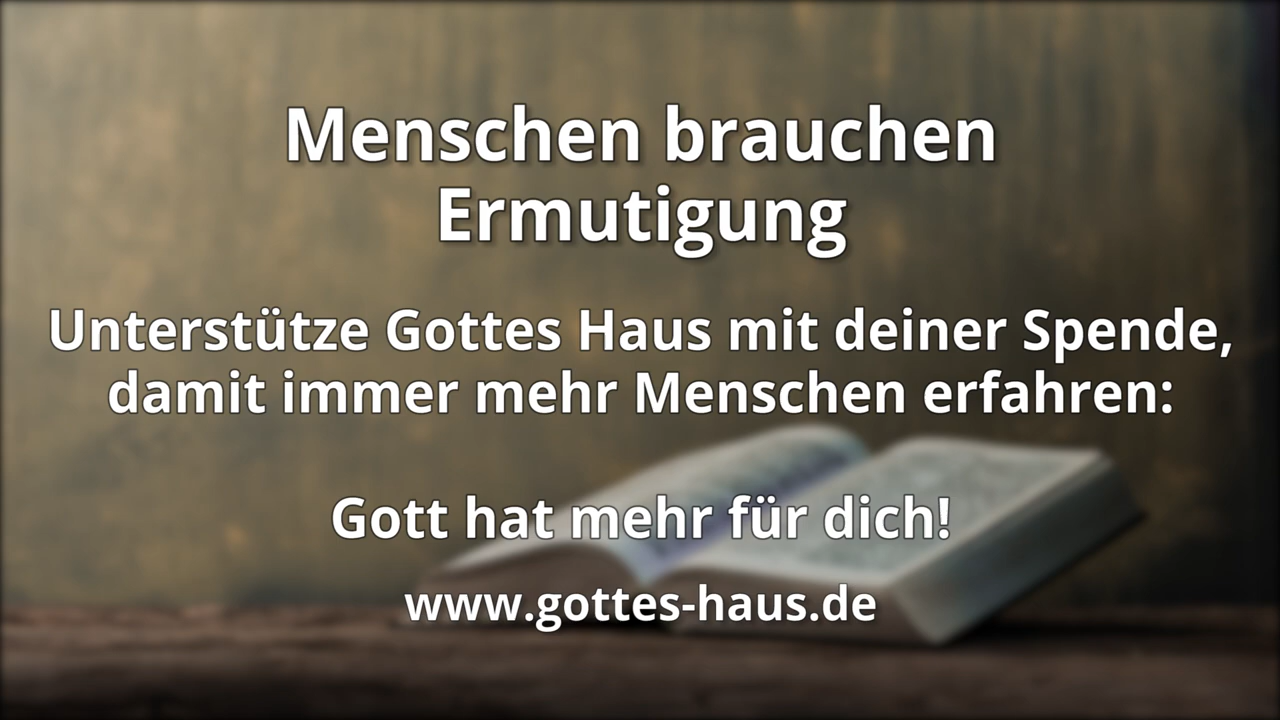 Menschen brauchen
Ermutigung
Unterstütze Gottes Haus mit deiner Spende,
damit immer mehr Menschen erfahren:
Gott hat mehr für dich!
www.gottes-haus.de